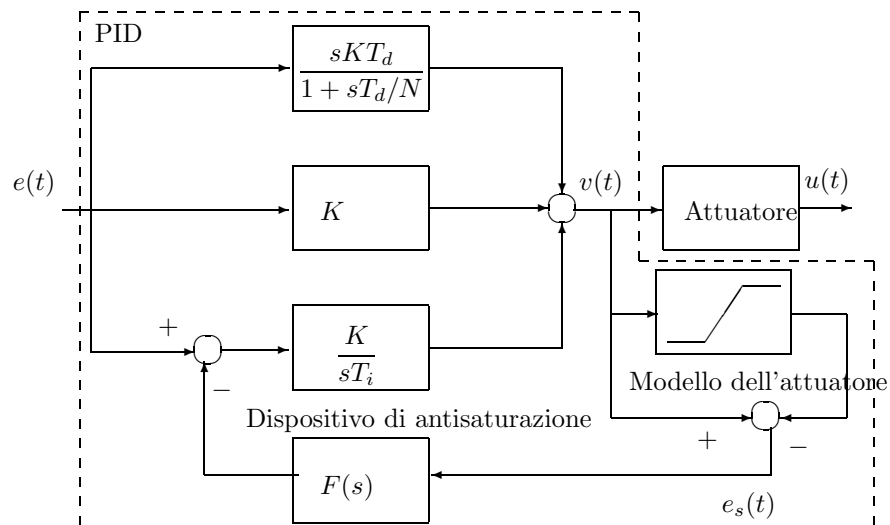 PID
sKT_d
1 + sT_d/N
e(t)
K
v(t)
Attuatore
u(t)
+
−
K
sT_i
Modello dell'attuatore
Dispositivo di antisaturazione
+
−
F(s)
e_s(t)